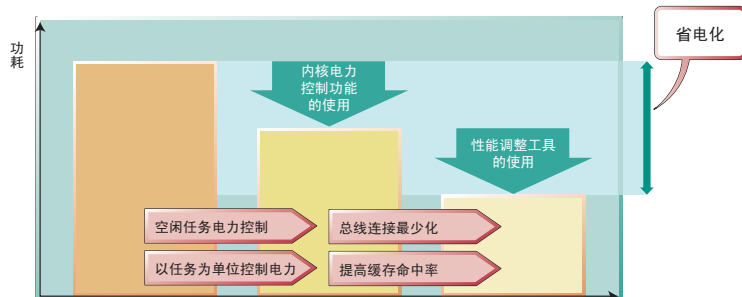 功
耗
省电化
内核电力
控制功能
的使用
性能调整工具
的使用
空闲任务电力控制
总线连接最少化
以任务为单位控制电力
提高缓存命中率